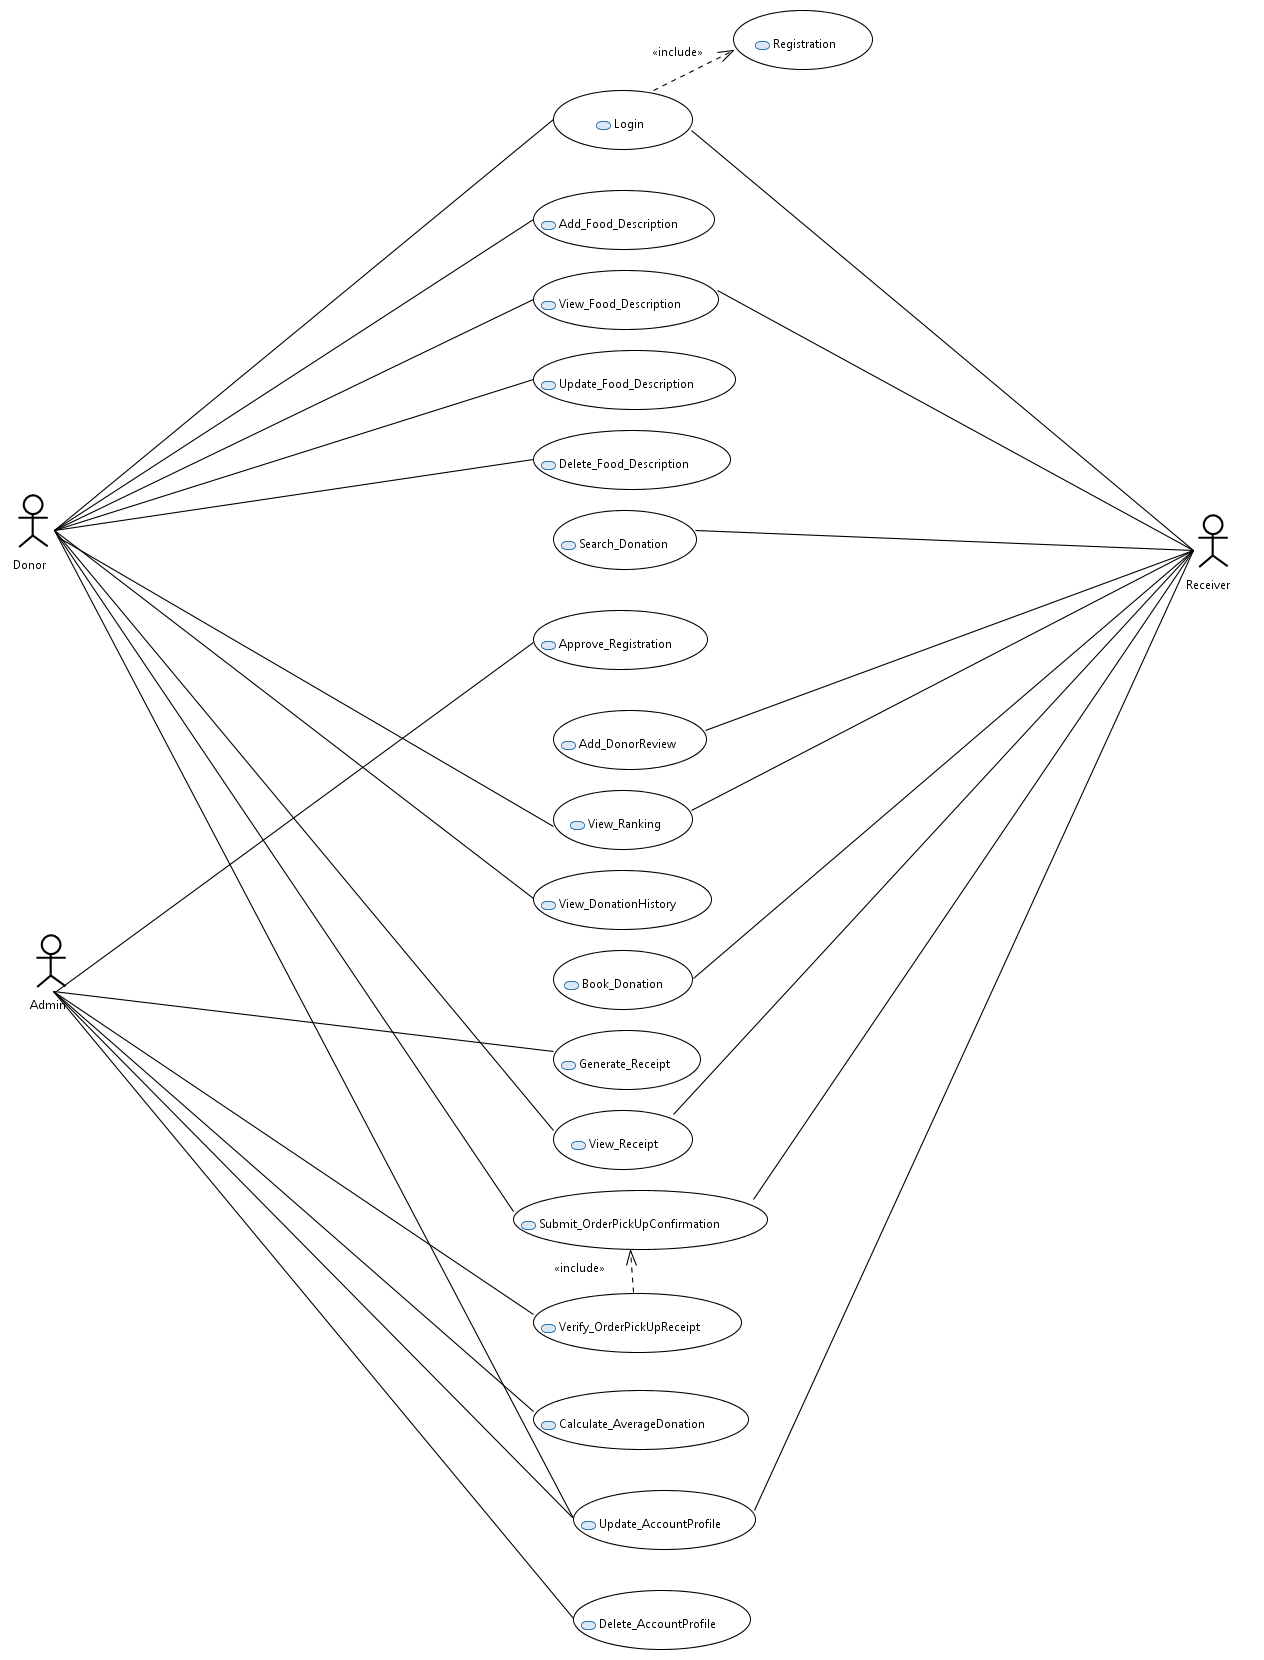 Registration
«include»
Login
Add_Food_Description
View_Food_Description
Update_Food_Description
Delete_Food_Description
Search_Donation
Donor
Receiver
Approve_Registration
Add_DonorReview
View_Ranking
View_DonationHistory
Book_Donation
Admin
Generate_Receipt
View_Receipt
Submit_OrderPickUpConfirmation
«include»
Verify_OrderPickUpReceipt
Calculate_AverageDonation
Update_AccountProfile
Delete_AccountProfile